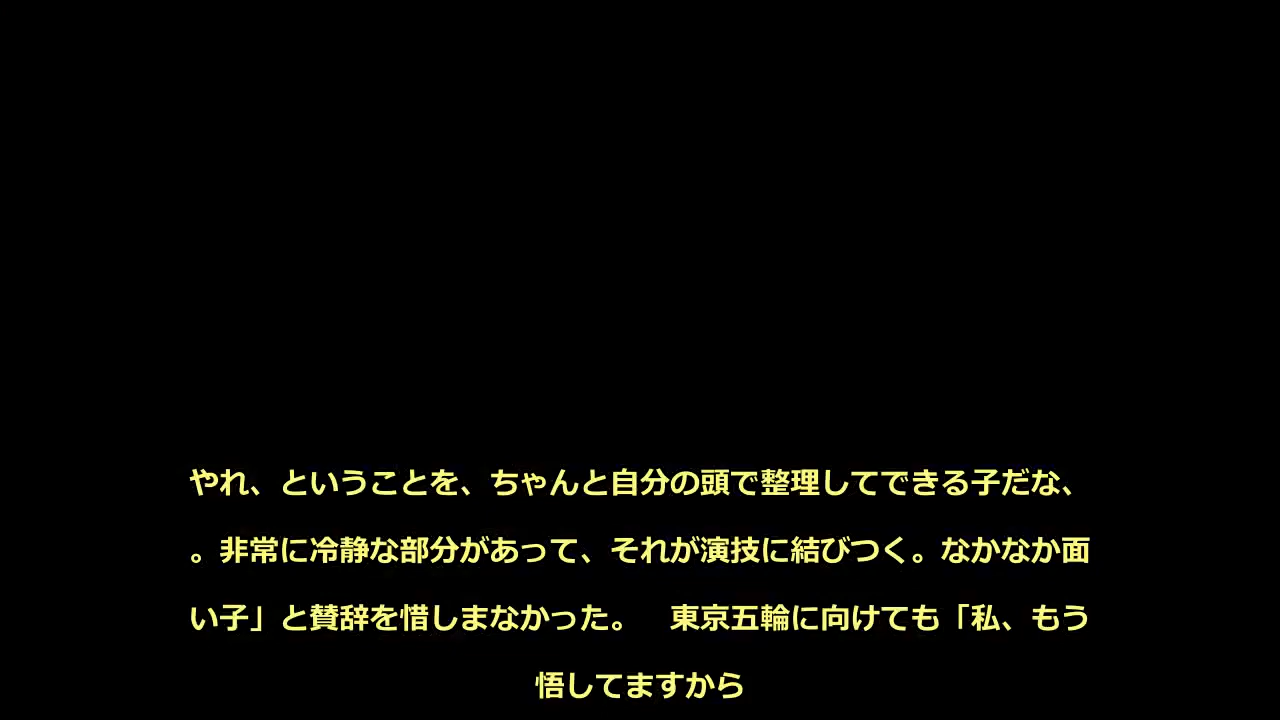 やれ、ということを、ちゃんと自分の頭で整理してできる子だな、
。非常に冷静な部分があって、それが演技に結びつく。なかなか面
い子」と賛辞を惜しまなかった。　東京五輪に向けても「私、もう
悟してますから